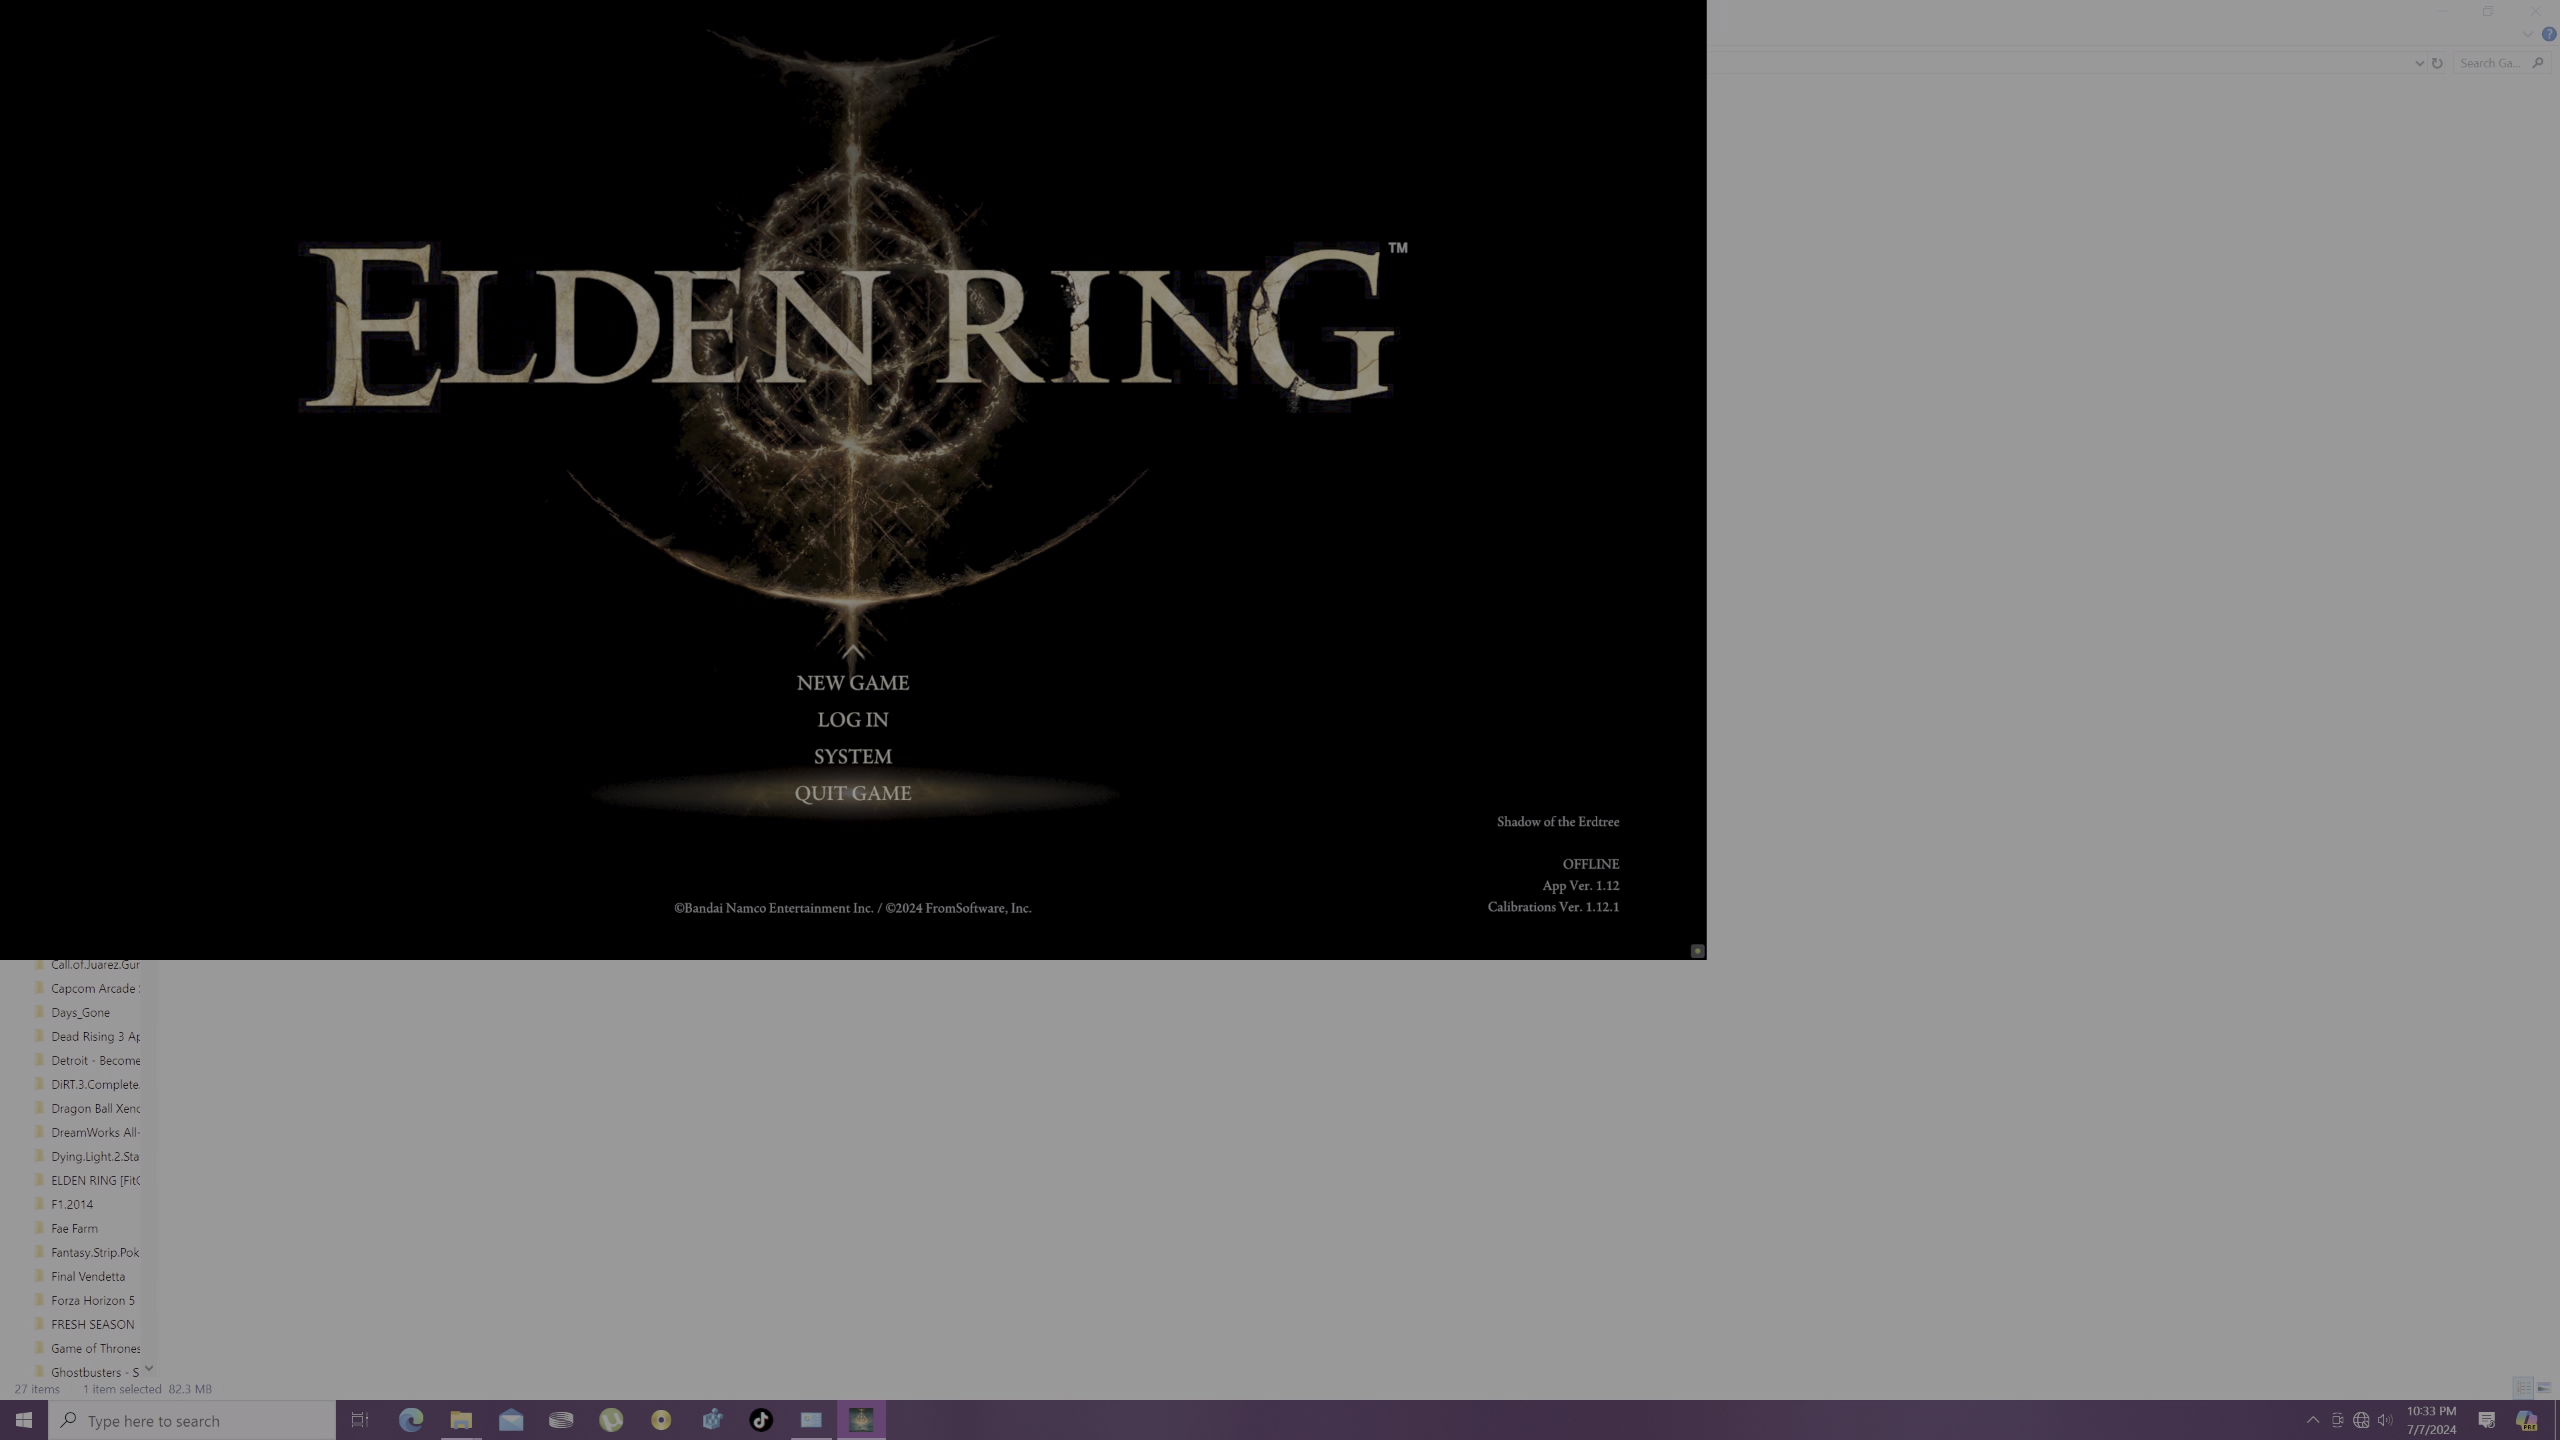 Search Ga...
ELDEN RING™
NEW GAME
LOG IN
SYSTEM
QUIT GAME
Shadow of the Erdtree
OFFLINE
App Ver. 1.12
Calibrations Ver. 1.12.1
©Bandai Namco Entertainment Inc. / ©2024 FromSoftware, Inc.
Call.of.Juarez.Gur
Capcom Arcade
Days_Gone
Dead Rising 3 Ap
Detroit - Become
DiRT.3.Complete.
Dragon Ball Xeno
DreamWorks All-
Dying.Light.2.Sta
ELDEN RING [Fit
F1.2014
Fae Farm
Fantasy.Strip.Pok
Final Vendetta
Forza Horizon 5
FRESH SEASON
Game of Thrones
Ghostbusters - S
27 items 1 item selected 82.3 MB
Type here to search
10:33 PM
7/7/2024
PRE